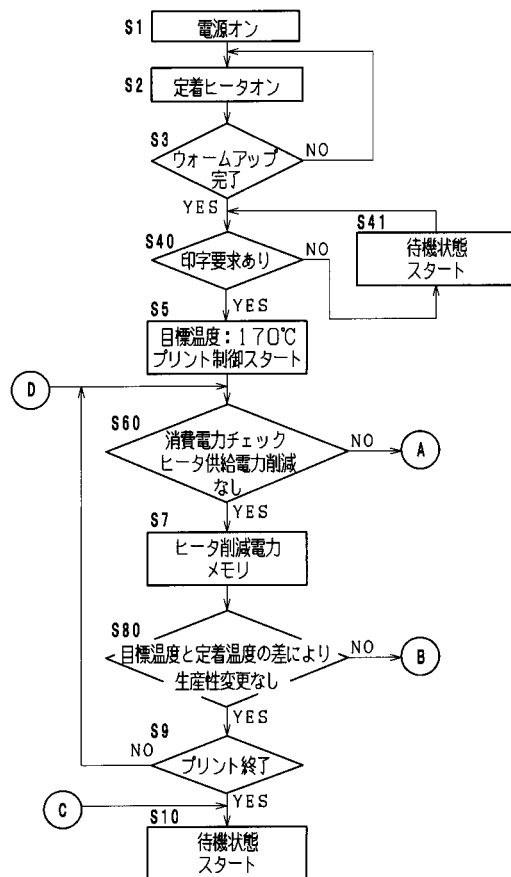 S1
電源オン
S2
定着ヒータオン
S3
ウォームアップ
完了
NO
YES
S40
印字要求あり
NO
S41
待機状態
スタート
YES
S5
目標温度:170℃
プリント制御スタート
D
S60
消費電力チェック
ヒータ供給電力削減
なし
NO
A
YES
S7
ヒータ削減電力
メモリ
S80
目標温度と定着温度の差により
生産性変更なし
NO
B
YES
S9
NO
プリント終了
C
YES
S10
待機状態
スタート